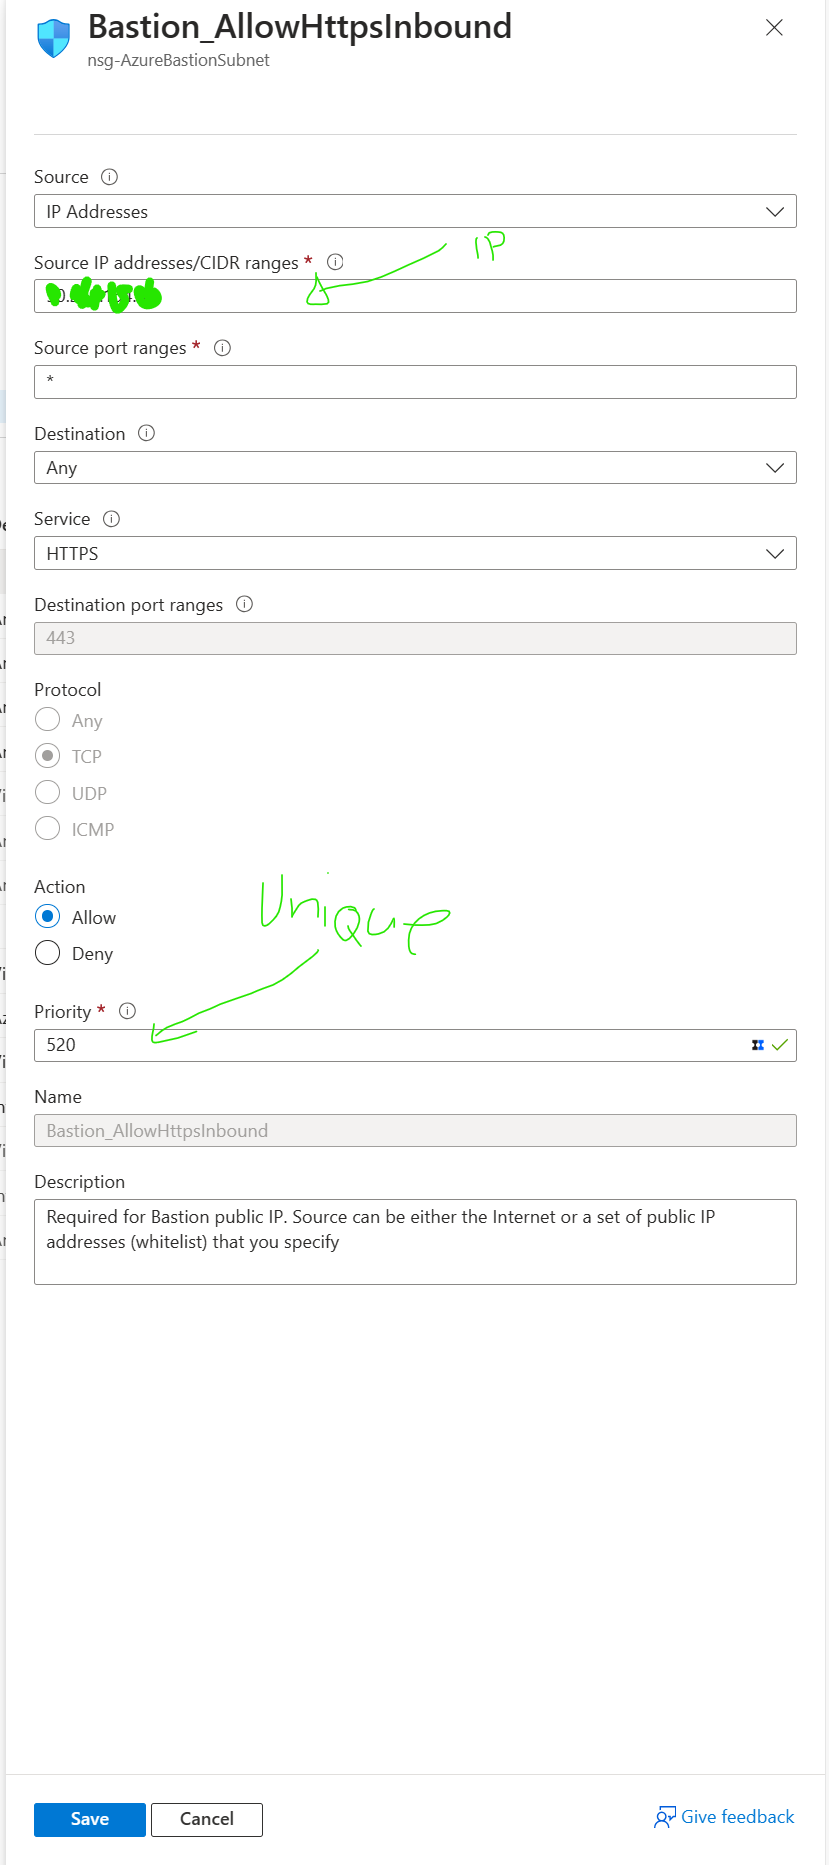 Bastion_AllowHttpsInbound
nsg-AzureBastionSubnet
Source
IP Addresses
IP
Source IP addresses/CIDR ranges *
Source port ranges *
*
Destination
Any
Service
HTTPS
Destination port ranges
443
Protocol
Any
TCP
UDP
ICMP
Action
Allow
Deny
Unique
Priority *
520
Name
Bastion_AllowHttpsInbound
Description
Required for Bastion public IP. Source can be either the Internet or a set of public IP
addresses (whitelist) that you specify
Save
Cancel
Give feedback